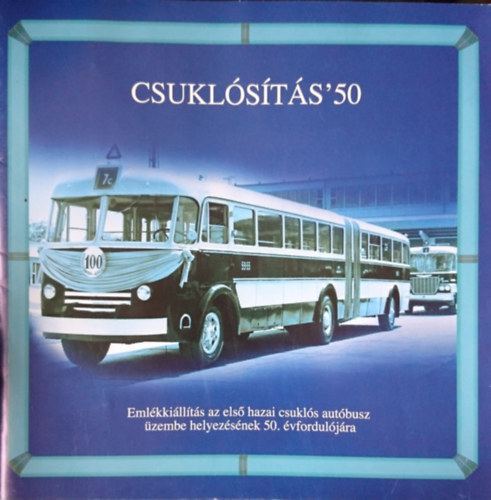 CSUKLÓSÍTÁS'50
7c
100
Emlékkiállítás az első hazai csuklós autóbusz
üzembe helyezésének 50. évfordulójára